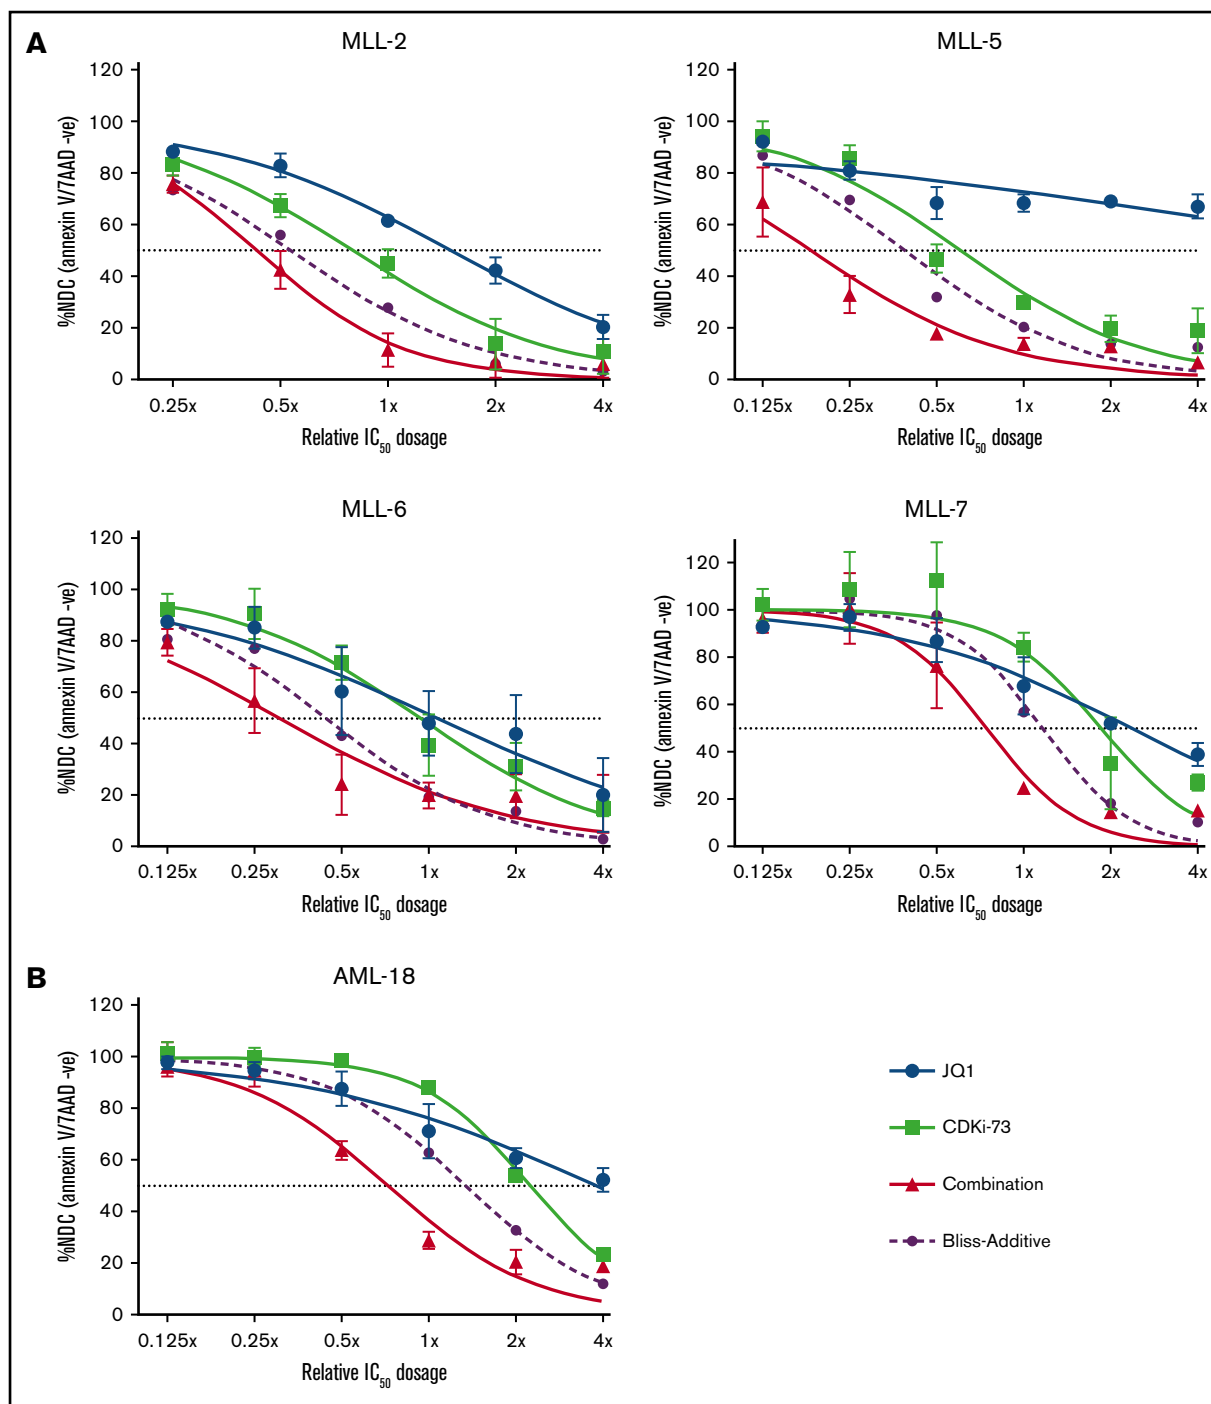 A
MLL-2
%NDC (annexin V/7AAD -ve)
120
100
80
60
40
20
0
0.25x 0.5x 1x 2x 4x
Relative IC50 dosage
MLL-5
%NDC (annexin V/7AAD -ve)
120
100
80
60
40
20
0
0.125x 0.25x 0.5x 1x 2x 4x
Relative IC50 dosage
MLL-6
%NDC (annexin V/7AAD -ve)
120
100
80
60
40
20
0
0.125x 0.25x 0.5x 1x 2x 4x
Relative IC50 dosage
MLL-7
%NDC (annexin V/7AAD -ve)
120
100
80
60
40
20
0
0.125x 0.25x 0.5x 1x 2x 4x
Relative IC50 dosage
B
AML-18
%NDC (annexin V/7AAD -ve)
120
100
80
60
40
20
0
0.125x 0.25x 0.5x 1x 2x 4x
Relative IC50 dosage
JQ1
CDKi-73
Combination
Bliss-Additive